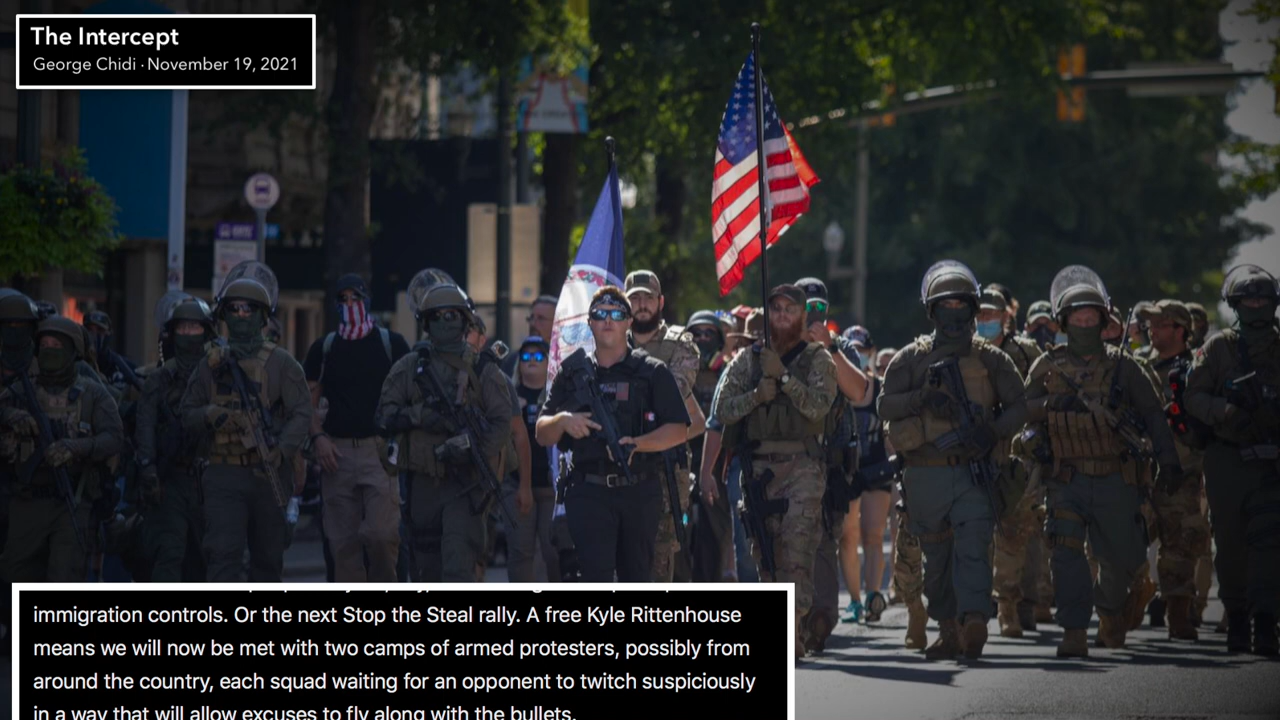 The Intercept
George Chidi · November 19, 2021
immigration controls. Or the next Stop the Steal rally. A free Kyle Rittenhouse
means we will now be met with two camps of armed protesters, possibly from
around the country, each squad waiting for an opponent to twitch suspiciously
in a way that will allow excuses to fly along with the bullets.